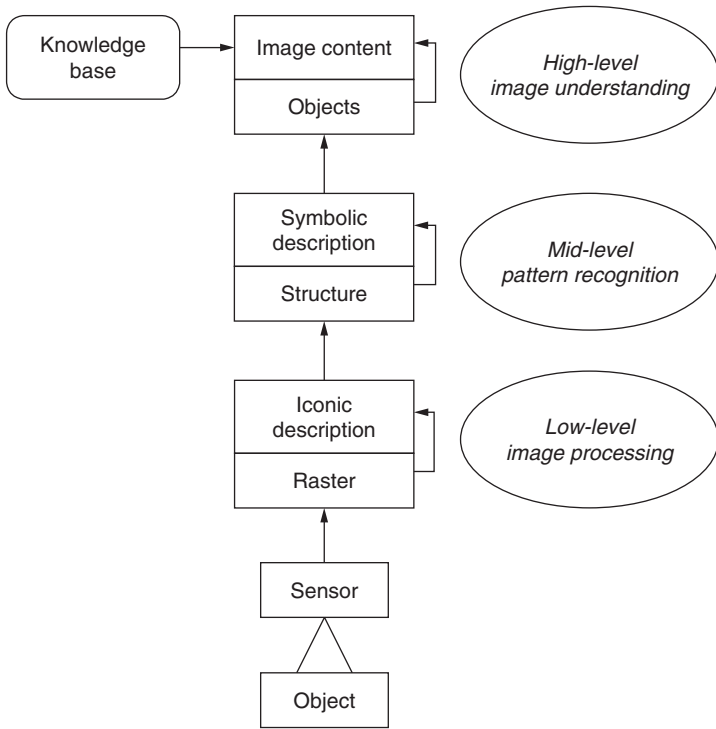 Knowledge
base
Image content
Objects
High-level
image understanding
Symbolic
description
Structure
Mid-level
pattern recognition
Iconic
description
Raster
Low-level
image processing
Sensor
Object